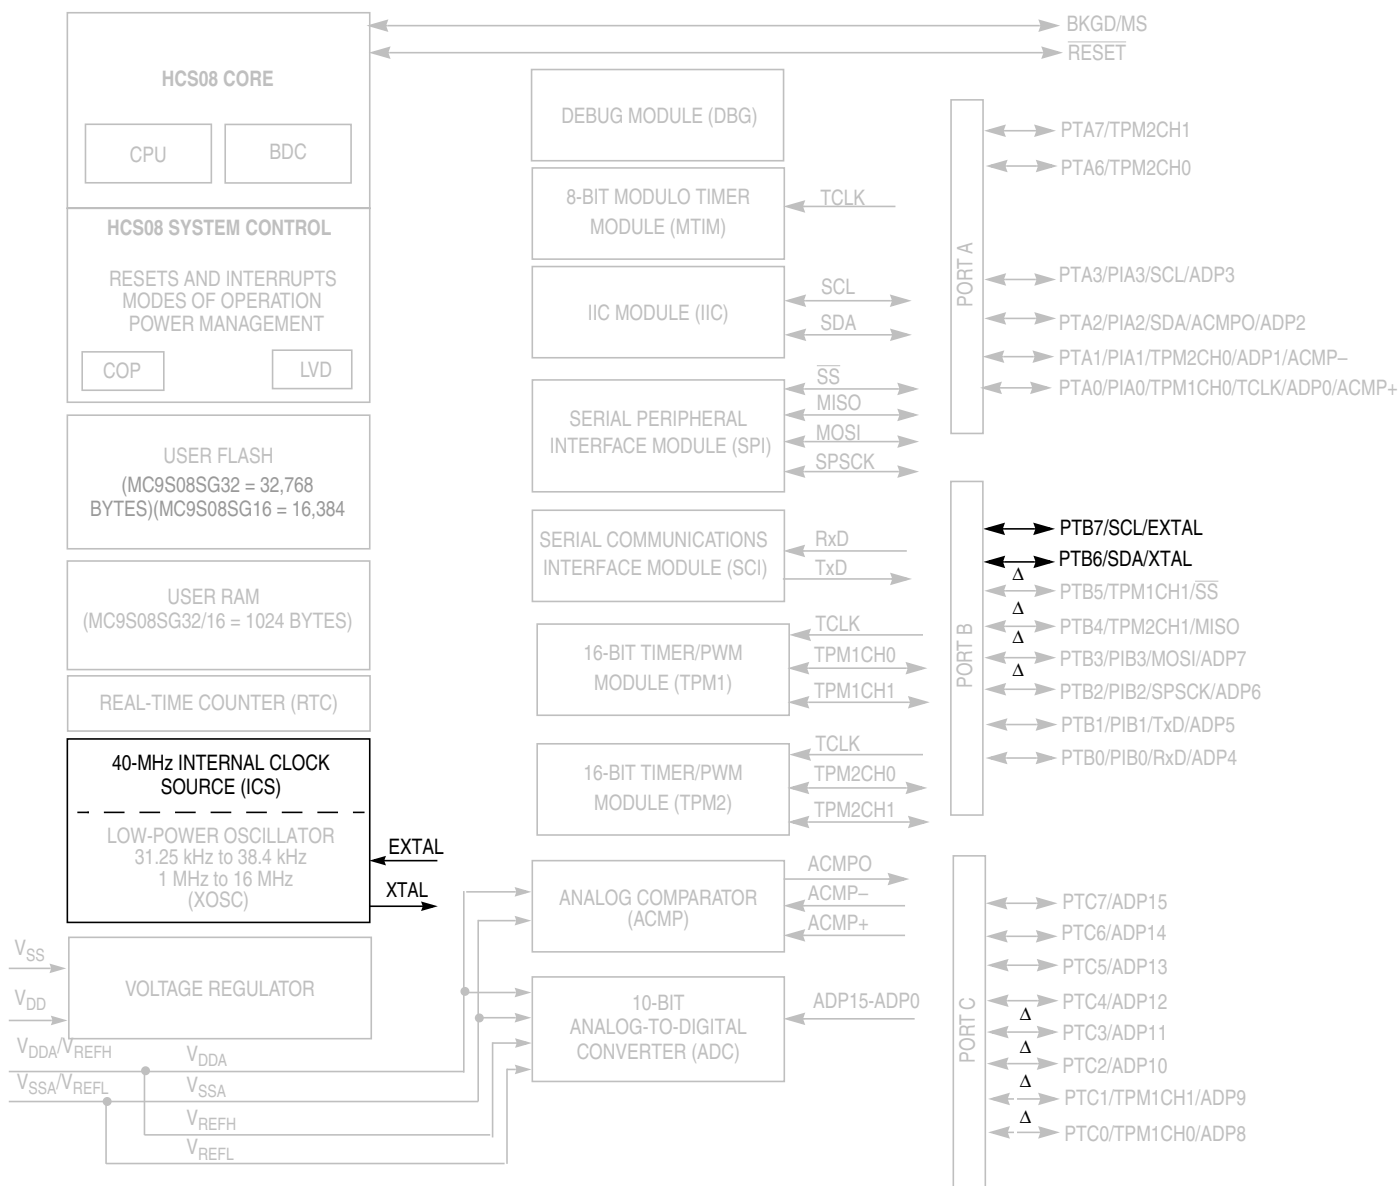 BKGD/MS
RESET
HCS08 CORE
CPU
BDC
HCS08 SYSTEM CONTROL
RESETS AND INTERRUPTS
MODES OF OPERATION
POWER MANAGEMENT
COP
LVD
USER FLASH
(MC9S08SG32 = 32,768
BYTES)(MC9S08SG16 = 16,384
USER RAM
(MC9S08SG32/16 = 1024 BYTES)
REAL-TIME COUNTER (RTC)
40-MHz INTERNAL CLOCK
SOURCE (ICS)
LOW-POWER OSCILLATOR
31.25 kHz to 38.4 kHz
1 MHz to 16 MHz
(XOSC)
EXTAL
XTAL
VSS
VDD
VOLTAGE REGULATOR
VDDA/VREFH
VSSA/VREFL
VDDA
VSSA
VREFH
VREFL
DEBUG MODULE (DBG)
8-BIT MODULO TIMER
MODULE (MTIM)
TCLK
IIC MODULE (IIC)
SCL
SDA
SERIAL PERIPHERAL
INTERFACE MODULE (SPI)
SS
MISO
MOSI
SPSCK
SERIAL COMMUNICATIONS
INTERFACE MODULE (SCI)
RxD
TxD
16-BIT TIMER/PWM
MODULE (TPM1)
TCLK
TPM1CH0
TPM1CH1
16-BIT TIMER/PWM
MODULE (TPM2)
TCLK
TPM2CH0
TPM2CH1
ANALOG COMPARATOR
(ACMP)
ACMPO
ACMP–
ACMP+
10-BIT
ANALOG-TO-DIGITAL
CONVERTER (ADC)
ADP15-ADP0
PORT A
PTA7/TPM2CH1
PTA6/TPM2CH0
PTA3/PIA3/SCL/ADP3
PTA2/PIA2/SDA/ACMPO/ADP2
PTA1/PIA1/TPM2CH0/ADP1/ACMP–
PTA0/PIA0/TPM1CH0/TCLK/ADP0/ACMP+
PORT B
PTB7/SCL/EXTAL
PTB6/SDA/XTAL
Δ
PTB5/TPM1CH1/SS
Δ
PTB4/TPM2CH1/MISO
Δ
PTB3/PIB3/MOSI/ADP7
Δ
PTB2/PIB2/SPSCK/ADP6
PTB1/PIB1/TxD/ADP5
PTB0/PIB0/RxD/ADP4
PORT C
PTC7/ADP15
PTC6/ADP14
PTC5/ADP13
PTC4/ADP12
Δ
PTC3/ADP11
Δ
PTC2/ADP10
Δ
PTC1/TPM1CH1/ADP9
Δ
PTC0/TPM1CH0/ADP8